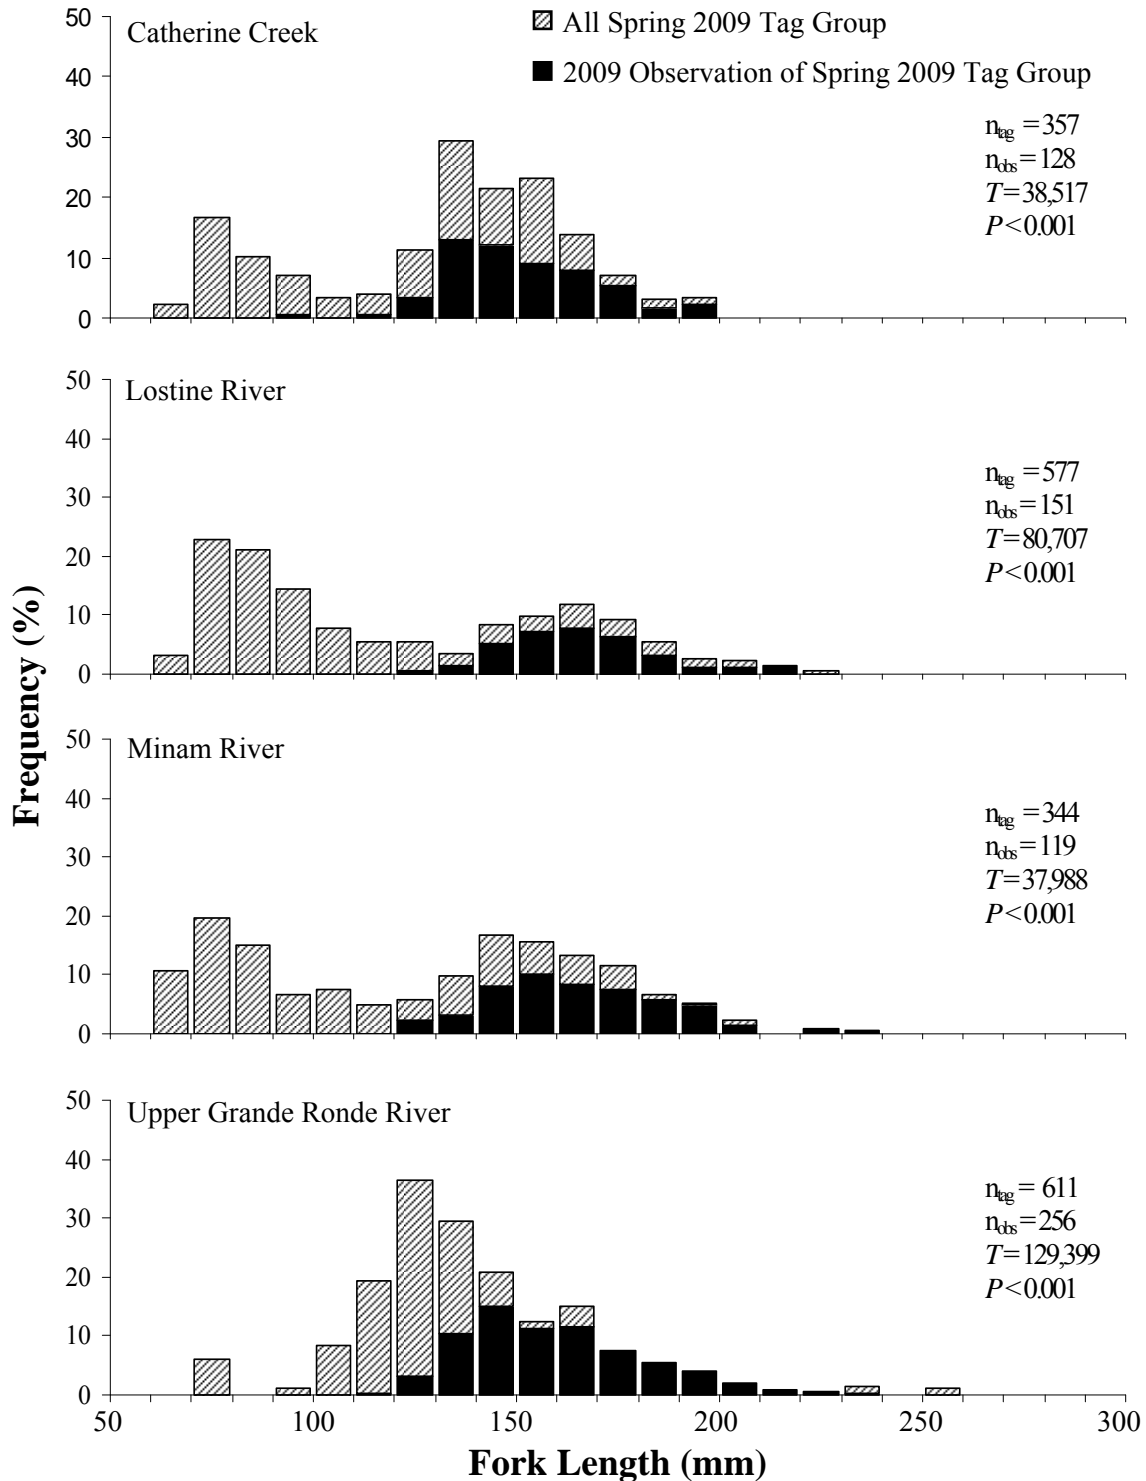 All Spring 2009 Tag Group
2009 Observation of Spring 2009 Tag Group
Catherine Creek
50
40
30
20
10
0
n_tag = 357
n_obs = 128
T = 38,517
P < 0.001
Lostine River
50
40
30
20
10
0
n_tag = 577
n_obs = 151
T = 80,707
P < 0.001
Frequency (%)
Minam River
50
40
30
20
10
0
n_tag = 344
n_obs = 119
T = 37,988
P < 0.001
Upper Grande Ronde River
50
40
30
20
10
0
n_tag = 611
n_obs = 256
T = 129,399
P < 0.001
50 100 150 200 250 300
Fork Length (mm)